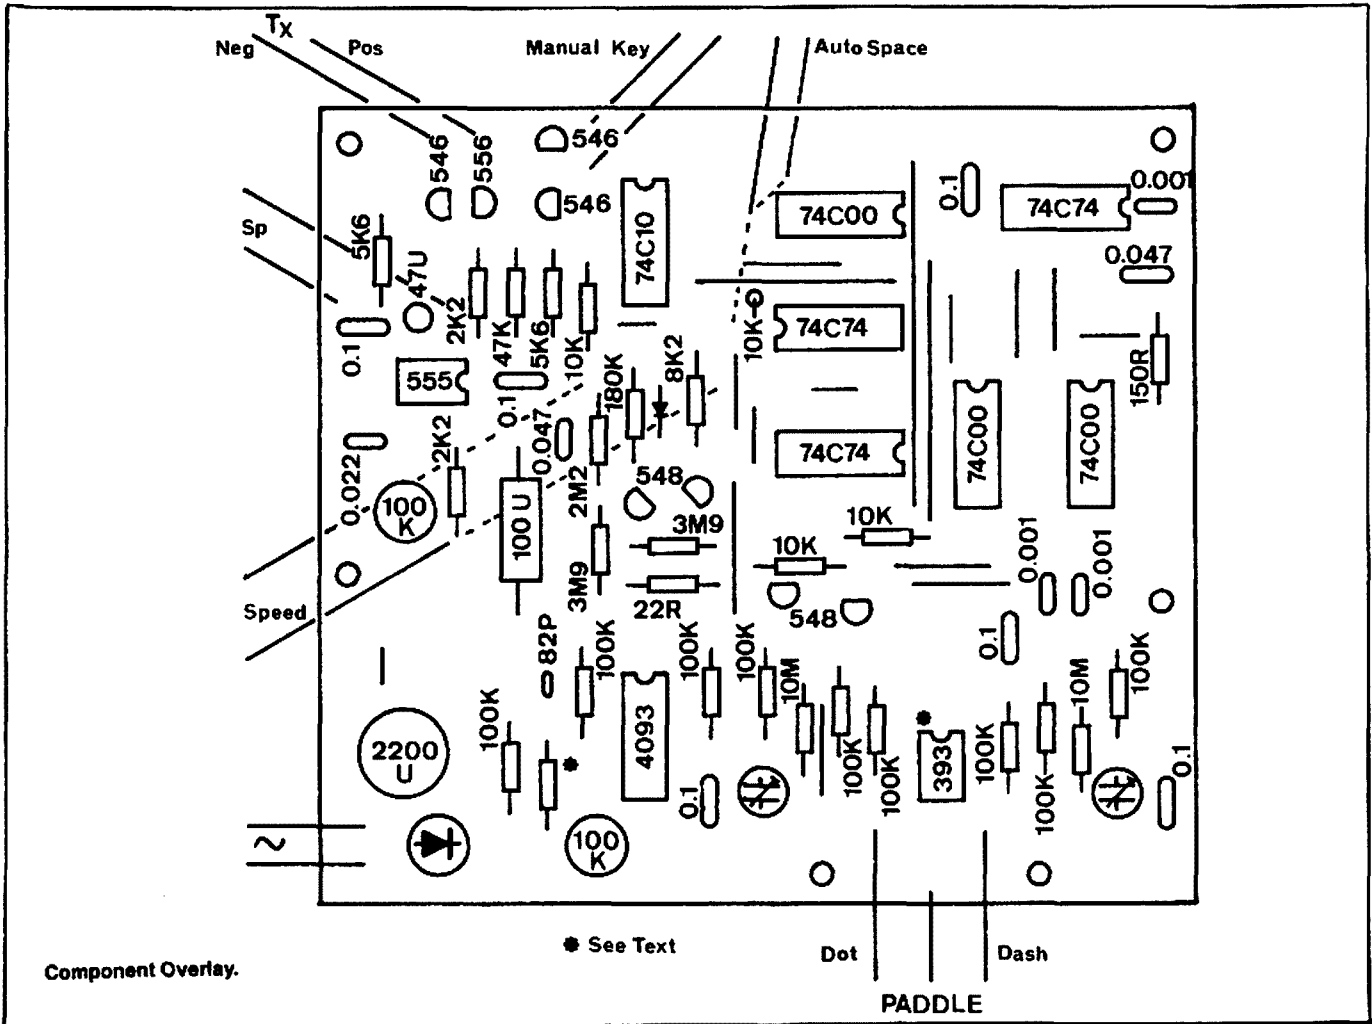 Tx
Neg
Pos
Manual Key
Auto Space
546
556
546
546
74C10
74C00
0.1
74C74
0.001
0.047
Sp
5K6
47U
2K2
47K
5K6
10K
0.1
555
0.1
0.047
180K
8K2
10K
74C74
150R
74C00
74C00
74C74
2K2
0.022
100
K
100U
2M2
548
3M9
3M9
22R
10K
10K
548
0.001
0.001
0.1
Speed
82P
100K
100K
100K
10M
10M
100K
2200
U
100K
*
4093
0.1
100K
100K
*
393
100K
100K
0.1
~
100
K
* See Text
Dot
Dash
PADDLE
Component Overlay.